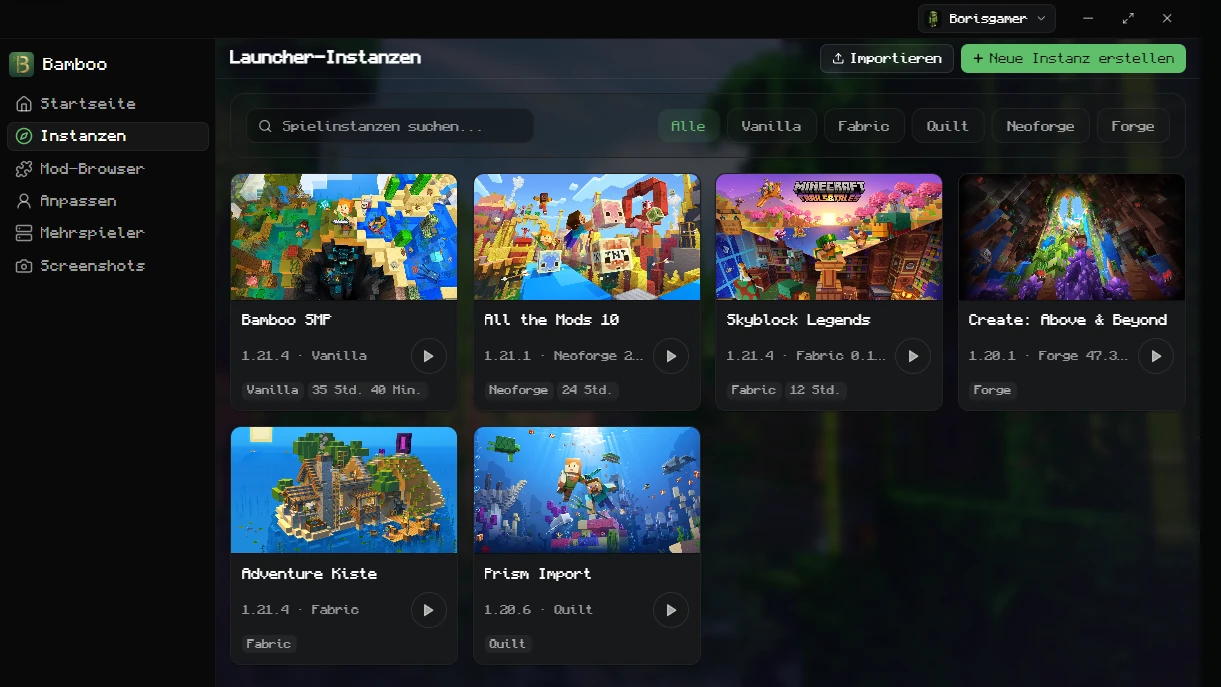 Borisgamer
Bamboo
Launcher-Instanzen
Importieren
+ Neue Instanz erstellen
Startseite
Instanzen
Mod-Browser
Anpassen
Mehrspieler
Screenshots
Spielinstanzen suchen...
Alle
Vanilla
Fabric
Quilt
Neoforge
Forge
MINECRAFT
TRAILS & TALES
Bamboo SMP
1.21.4 · Vanilla
Vanilla 35 Std. 40 Min.
All the Mods 10
1.21.1 · Neoforge 2...
Neoforge 24 Std.
Skyblock Legends
1.21.4 · Fabric 0.1...
Fabric 12 Std.
Create: Above & Beyond
1.20.1 · Forge 47.3...
Forge
Adventure Kiste
1.21.4 · Fabric
Fabric
Prism Import
1.20.6 · Quilt
Quilt